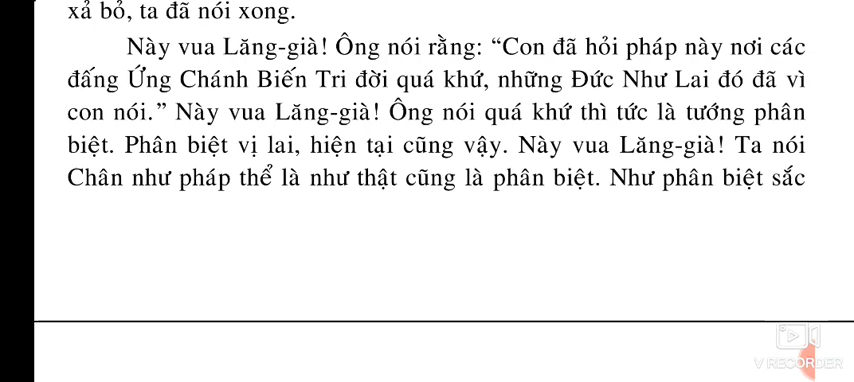 xả bỏ, ta đã nói xong.
Này vua Lăng-già! Ông nói rằng: “Con đã hỏi pháp này nơi các
đấng Ứng Chánh Biến Tri đời quá khứ, những Đức Như Lai đó đã vì
con nói.” Này vua Lăng-già! Ông nói quá khứ thì tức là tướng phân
biệt. Phân biệt vị lai, hiện tại cũng vậy. Này vua Lăng-già! Ta nói
Chân như pháp thể là như thật cũng là phân biệt. Như phân biệt sắc
V RECORDER